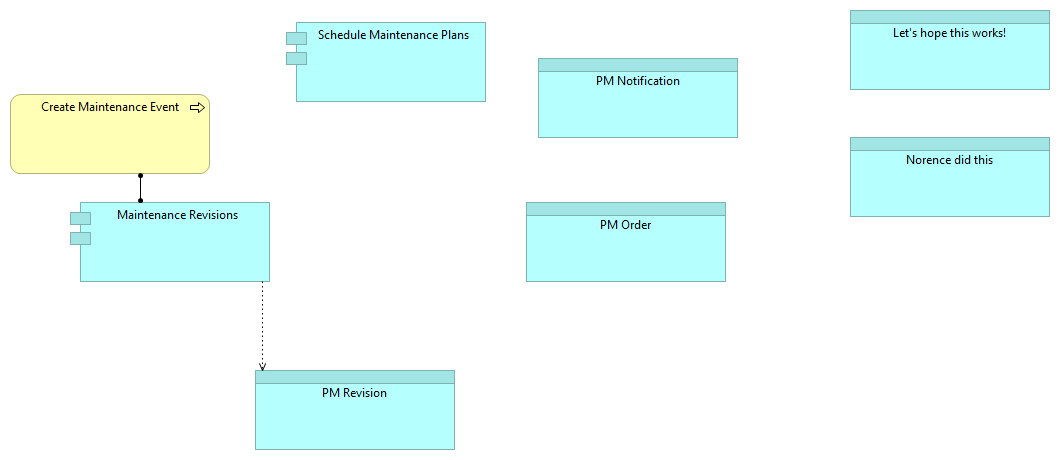 Schedule Maintenance Plans
Let's hope this works!
PM Notification
Create Maintenance Event
Norence did this
Maintenance Revisions
PM Order
PM Revision